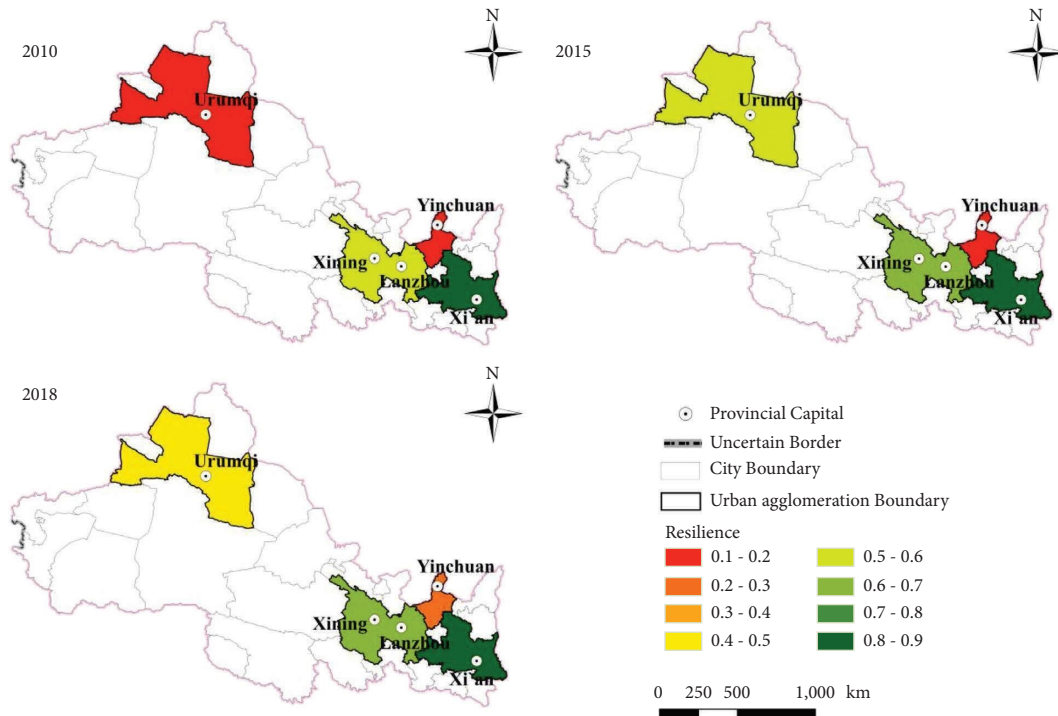 2010
N
Urumqi
Yinchuan
Xining
Lanzhou
Xi'an
2015
N
Urumqi
Yinchuan
Xining
Lanzhou
Xi'an
2018
N
Urumqi
Yinchuan
Xining
Lanzhou
Xi'an
Provincial Capital
Uncertain Border
City Boundary
Urban agglomeration Boundary
Resilience
0.1 - 0.2
0.2 - 0.3
0.3 - 0.4
0.4 - 0.5
0.5 - 0.6
0.6 - 0.7
0.7 - 0.8
0.8 - 0.9
0 250 500 1,000 km